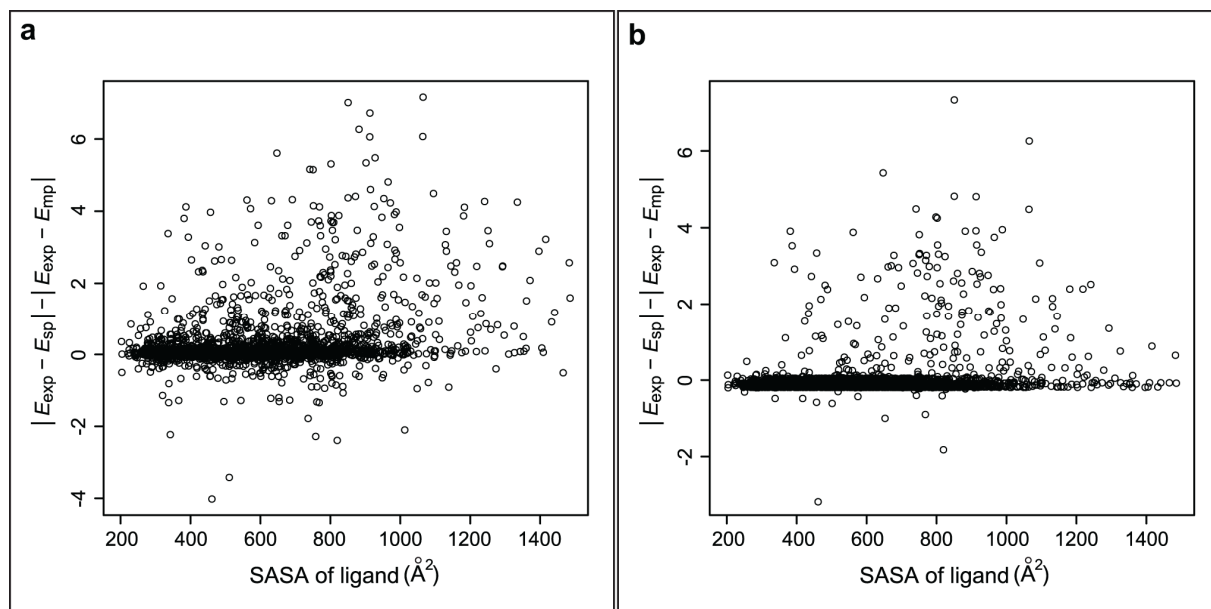 a
6
4
2
0
-2
-4
| E_exp − E_sp | − | E_exp − E_mp |
200 400 600 800 1000 1200 1400
SASA of ligand (Å²)
b
6
4
2
0
-2
| E_exp − E_sp | − | E_exp − E_mp |
200 400 600 800 1000 1200 1400
SASA of ligand (Å²)